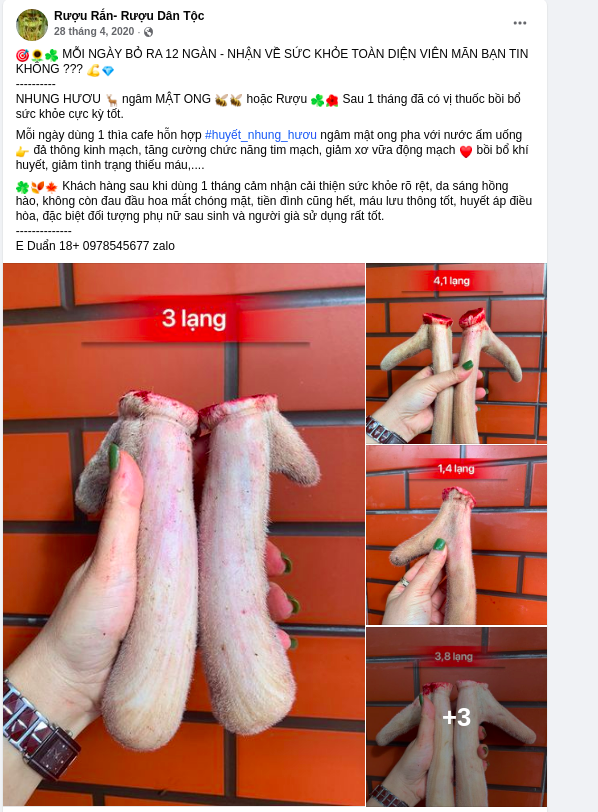 Rượu Rắn- Rượu Dân Tộc
28 tháng 4, 2020 ·
🎯🌻🍀 MỖI NGÀY BỎ RA 12 NGÀN - NHẬN VỀ SỨC KHỎE TOÀN DIỆN VIÊN MÃN BẠN TIN
KHÔNG ??? 💪💎
----------
NHUNG HƯƠU 🦌 ngâm MẬT ONG 🐝🐝 hoặc Rượu 🍀🌺 Sau 1 tháng đã có vị thuốc bồi bổ
sức khỏe cực kỳ tốt.
Mỗi ngày dùng 1 thìa cafe hỗn hợp #huyết_nhung_hươu ngâm mật ong pha với nước ấm uống
👉 đả thông kinh mạch, tăng cường chức năng tim mạch, giảm xơ vữa động mạch ❤️ bồi bổ khí
huyết, giảm tình trạng thiếu máu,....
🍀🍂🍁 Khách hàng sau khi dùng 1 tháng cảm nhận cải thiện sức khỏe rõ rệt, da sáng hồng
hào, không còn đau đầu hoa mắt chóng mặt, tiền đình cũng hết, máu lưu thông tốt, huyết áp điều
hòa, đặc biệt đối tượng phụ nữ sau sinh và người già sử dụng rất tốt.
--------------
E Duẩn 18+ 0978545677 zalo
3 lạng
4,1 lạng
1,4 lạng
3,8 lạng
+3